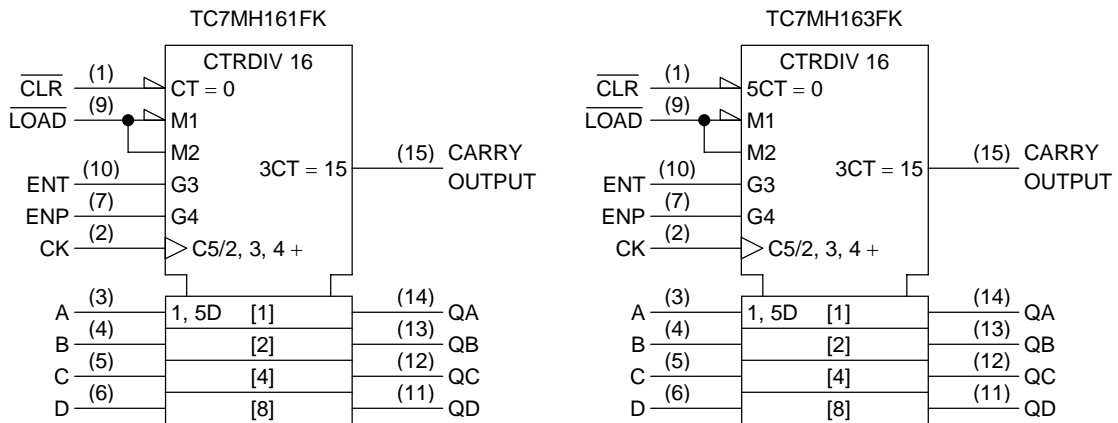 TC7MH161FK
CTRDIV 16
CLR (1) CT = 0
LOAD (9) M1
M2
3CT = 15 (15) CARRY OUTPUT
ENT (10) G3
ENP (7) G4
CK (2) C5/2, 3, 4 +
A (3) 1, 5D [1] (14) QA
B (4) [2] (13) QB
C (5) [4] (12) QC
D (6) [8] (11) QD
TC7MH163FK
CTRDIV 16
CLR (1) 5CT = 0
LOAD (9) M1
M2
3CT = 15 (15) CARRY OUTPUT
ENT (10) G3
ENP (7) G4
CK (2) C5/2, 3, 4 +
A (3) 1, 5D [1] (14) QA
B (4) [2] (13) QB
C (5) [4] (12) QC
D (6) [8] (11) QD